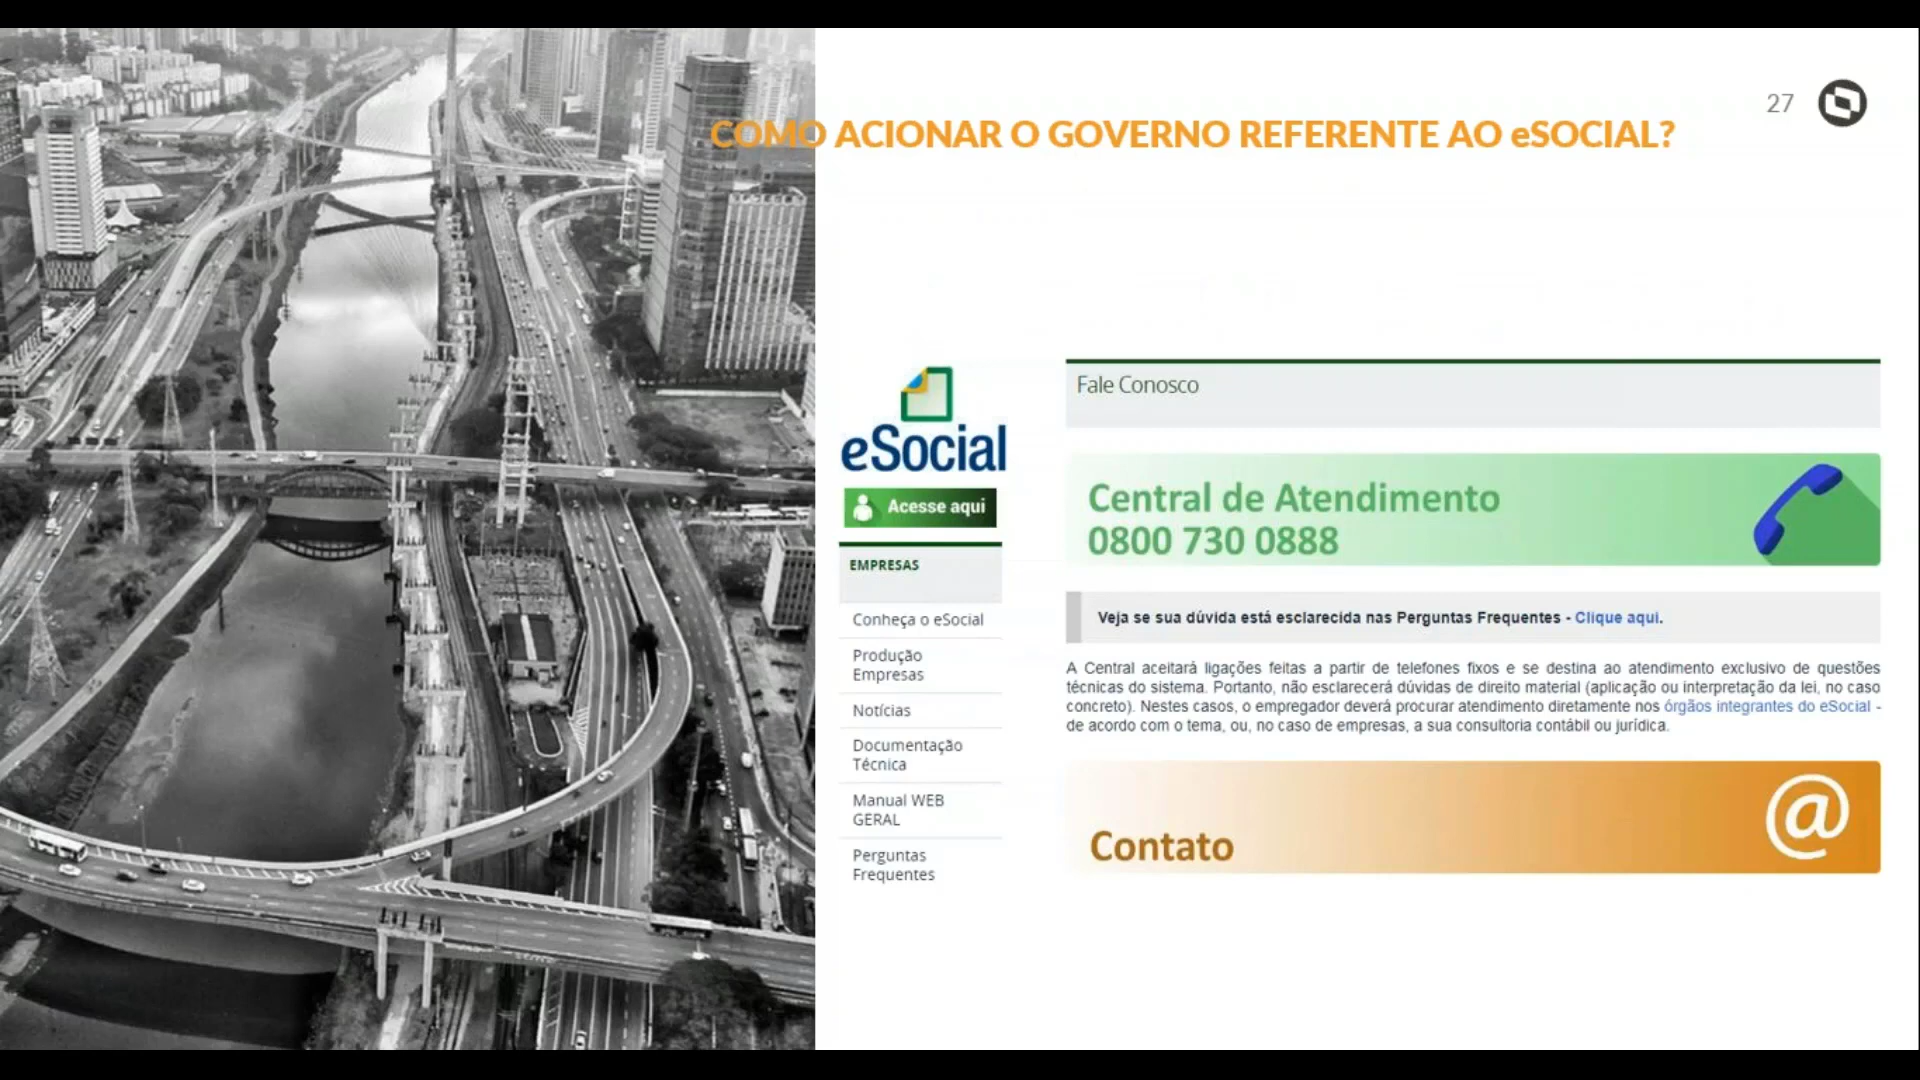 27
COMO ACIONAR O GOVERNO REFERENTE AO eSOCIAL?
eSocial
Acesse aqui
EMPRESAS
Conheça o eSocial
Produção
Empresas
Notícias
Documentação
Técnica
Manual WEB
GERAL
Perguntas
Frequentes
Fale Conosco
Central de Atendimento
0800 730 0888
Veja se sua dúvida está esclarecida nas Perguntas Frequentes - Clique aqui.
A Central aceitará ligações feitas a partir de telefones fixos e se destina ao atendimento exclusivo de questões
técnicas do sistema. Portanto, não esclarecerá dúvidas de direito material (aplicação ou interpretação da lei, no caso
concreto). Nestes casos, o empregador deverá procurar atendimento diretamente nos órgãos integrantes do eSocial -
de acordo com o tema, ou, no caso de empresas, a sua consultoria contábil ou jurídica.
Contato
@